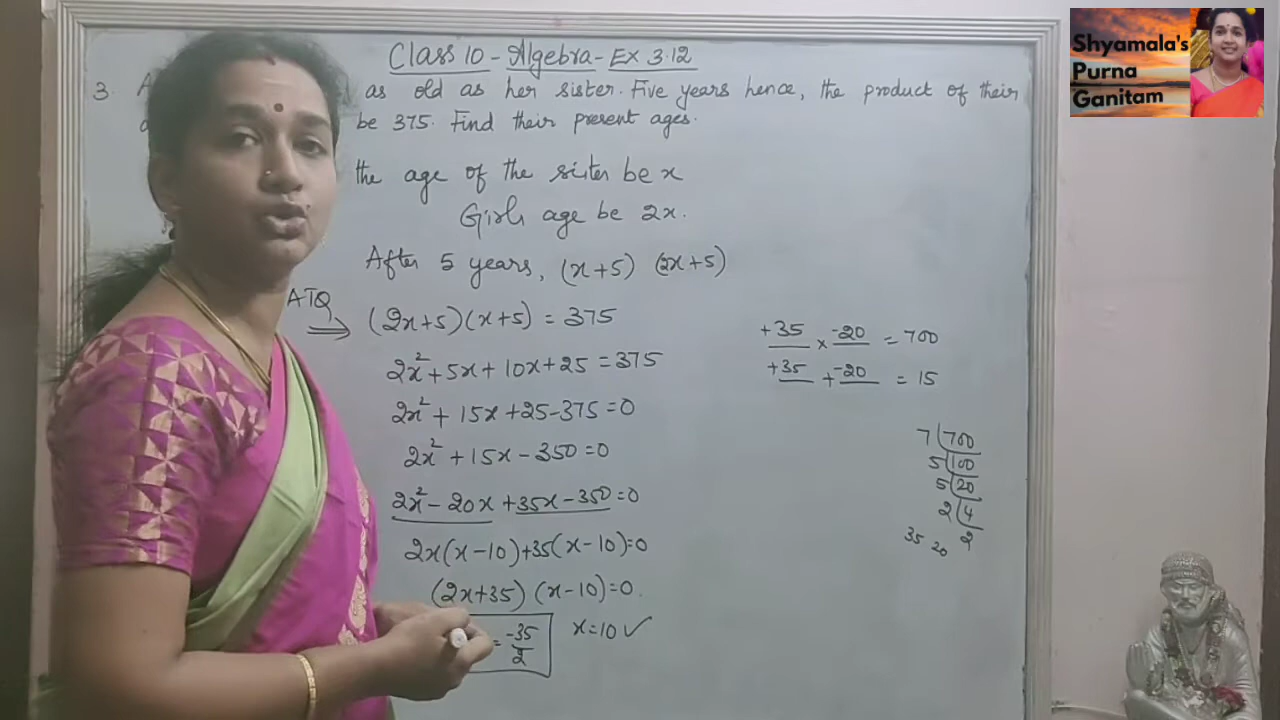 Class 10 - Algebra - Ex 3.12
3. as old as her sister. Five years hence, the product of their
be 375. Find their present ages.
the age of the sister be x
Girls age be 2x.
After 5 years, (x+5) (2x+5)
ATQ
(2x+5)(x+5) = 375
2x²+5x+10x+25 = 375
2x²+15x+25-375=0
2x²+15x-350=0
2x²-20x+35x-350=0
2x(x-10)+35(x-10)=0
(2x+35) (x-10)=0.
= -35/2 x=10 ✓
+35 × -20 = 700
+35 + -20 = 15
7 700
5 100
5 20
2 4
2
35 20
Shyamala's
Purna
Ganitam